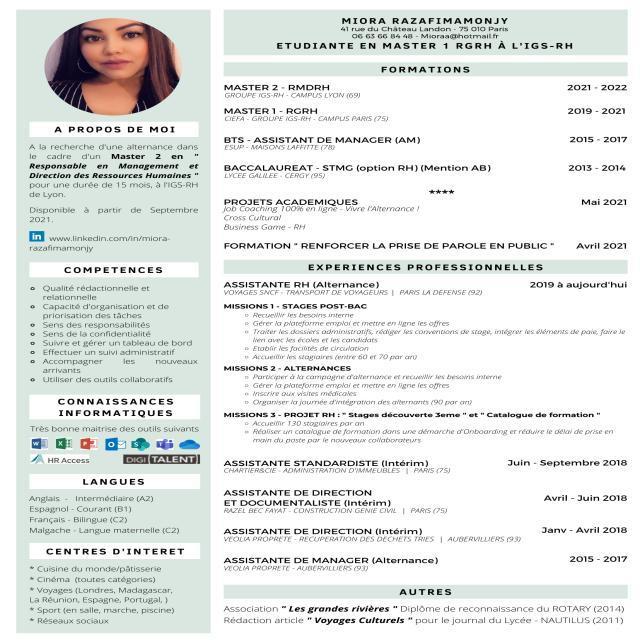 MIORA RAZAFIMAMONJY
41 rue du Château Landon - 75 010 Paris
06 63 66 84 48 - Mioraa@hotmail.fr
ETUDIANTE EN MASTER 1 RGRH À L'IGS-RH
A PROPOS DE MOI
A la recherche d'une alternance dans
le cadre d'un Master 2 en "
Responsable en Management et
Direction des Ressources Humaines "
pour une durée de 15 mois, à l'IGS-RH
de Lyon.
Disponible à partir de Septembre
2021.
in www.linkedin.com/in/miora-
razafimamonjy
COMPETENCES
Qualité rédactionnelle et
relationnelle
Capacité d'organisation et de
priorisation des tâches
Sens des responsabilités
Sens de la confidentialité
Suivre et gérer un tableau de bord
Effectuer un suivi administratif
Accompagner les nouveaux
arrivants
Utiliser des outils collaboratifs
CONNAISSANCES
INFORMATIQUES
Très bonne maitrise des outils suivants
HR Access DIGITALENT
LANGUES
Anglais - Intermédiaire (A2)
Espagnol - Courant (B1)
Français - Bilingue (C2)
Malgache - Langue maternelle (C2)
CENTRES D'INTERET
* Cuisine du monde/pâtisserie
* Cinéma (toutes catégories)
* Voyages (Londres, Madagascar,
La Réunion, Espagne, Portugal, )
* Sport (en salle, marche, piscine)
* Réseaux sociaux
FORMATIONS
MASTER 2 - RMDRH 2021 - 2022
GROUPE IGS-RH - CAMPUS LYON (69)
MASTER 1 - RGRH 2019 - 2021
CIEFA - GROUPE IGS-RH - CAMPUS PARIS (75)
BTS - ASSISTANT DE MANAGER (AM) 2015 - 2017
ESUP - MAISONS LAFFITTE (78)
BACCALAUREAT - STMG (option RH) (Mention AB) 2013 - 2014
LYCEE GALILEE - CERGY (95)
****
PROJETS ACADEMIQUES Mai 2021
Job Coaching 100% en ligne - Vivre l'Alternance !
Cross Cultural
Business Game - RH
FORMATION " RENFORCER LA PRISE DE PAROLE EN PUBLIC " Avril 2021
EXPERIENCES PROFESSIONNELLES
ASSISTANTE RH (Alternance) 2019 à aujourd'hui
VOYAGES SNCF - TRANSPORT DE VOYAGEURS | PARIS LA DEFENSE (92)
MISSIONS 1 - STAGES POST-BAC
Recueillir les besoins interne
Gérer la plateforme emploi et mettre en ligne les offres
Traiter les dossiers administratifs, rédiger les conventions de stage, intégrer les éléments de paie, faire le
lien avec les écoles et les candidats
Etablir les facilités de circulation
Accueillir les stagiaires (entre 60 et 70 par an)
MISSIONS 2 - ALTERNANCES
Participer à la campagne d'alternance et recueillir les besoins interne
Gérer la plateforme emploi et mettre en ligne les offres
Inscrire aux visites médicales
Organiser la journée d'intégration des alternants (90 par an)
MISSIONS 3 - PROJET RH : " Stages découverte 3eme " et " Catalogue de formation "
Accueillir 130 stagiaires par an
Réaliser un catalogue de formation dans une démarche d'Onboarding et réduire le délai de prise en
main du poste par le nouveaux collaborateurs
ASSISTANTE STANDARDISTE (Intérim) Juin - Septembre 2018
CHARTIER&CIE - ADMINISTRATION D'IMMEUBLES | PARIS (75)
ASSISTANTE DE DIRECTION
ET DOCUMENTALISTE (Intérim) Avril - Juin 2018
RAZEL BEC FAYAT - CONSTRUCTION GENIE CIVIL | PARIS (75)
ASSISTANTE DE DIRECTION (Intérim) Janv - Avril 2018
VEOLIA PROPRETE - RECUPERATION DES DECHETS TRIES | AUBERVILLIERS (93)
ASSISTANTE DE MANAGER (Alternance) 2015 - 2017
VEOLIA PROPRETE - AUBERVILLIERS (93)
AUTRES
Association " Les grandes rivières " Diplôme de reconnaissance du ROTARY (2014)
Rédaction article " Voyages Culturels " pour le journal du Lycée - NAUTILUS (2011)